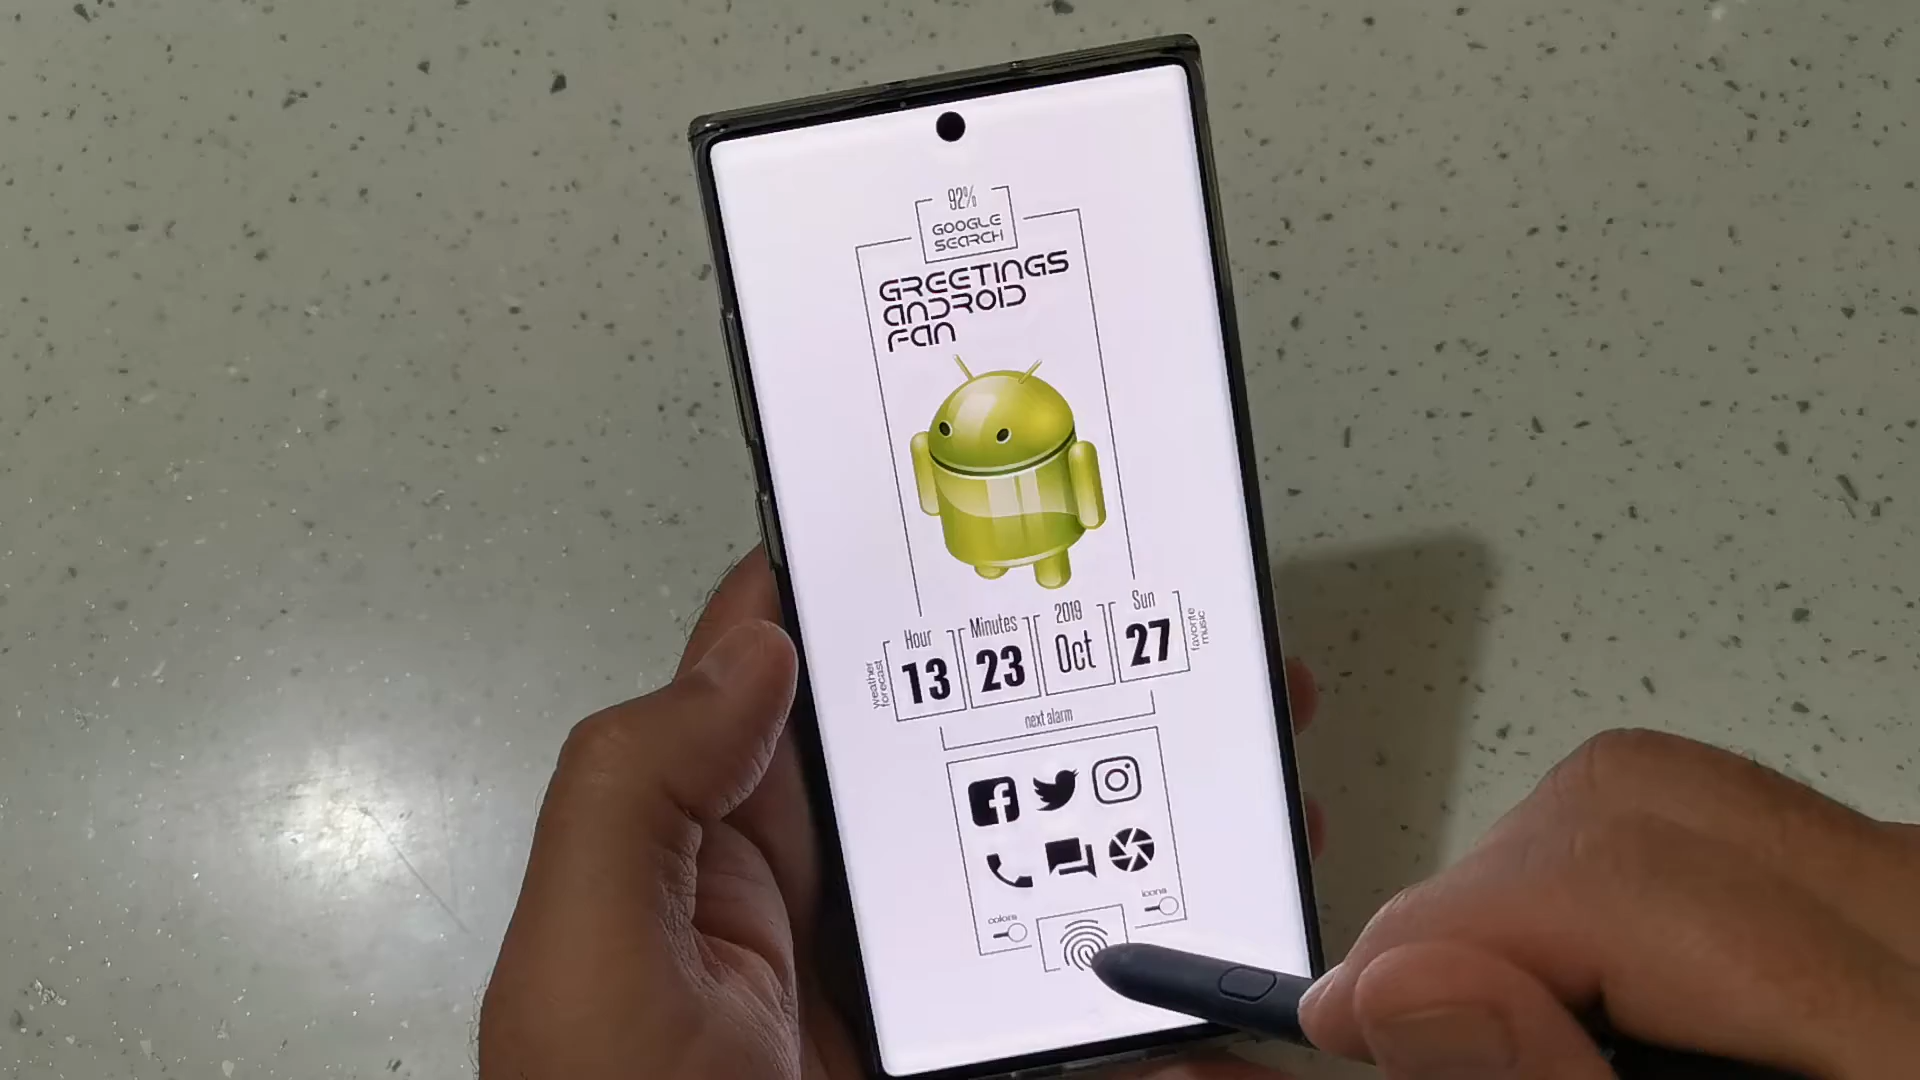 92%
GOOGLE
SEARCH
GREETINGS
ANDROID
FAN
Hour
13
Minutes
23
2019
Oct
Sun
27
weather
forecast
favorite
music
next alarm
colors
icons